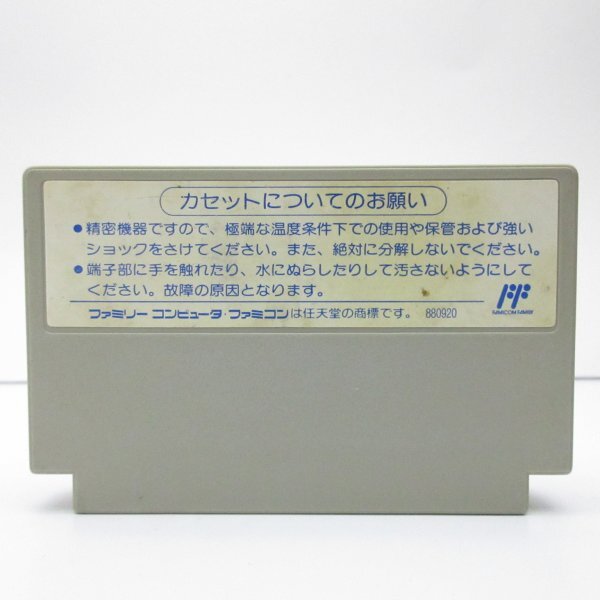 カセットについてのお願い
●精密機器ですので、極端な温度条件下での使用や保管および強い
ショックをさけてください。また、絶対に分解しないでください。
●端子部に手を触れたり、水にぬらしたりして汚さないようにして
ください。故障の原因となります。
FF
FAMICOM FAMILY
ファミリー コンピュータ・ファミコンは任天堂の商標です。 880920